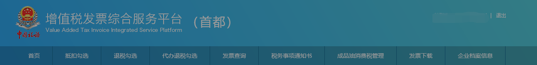 增值税发票综合服务平台 (首都)
Value Added Tax Invoice Integrated Service Platform
退出
首页 抵扣勾选 退税勾选 代办退税勾选 发票查询 税务事项通知书 成品油消费税管理 发票下载 企业档案信息